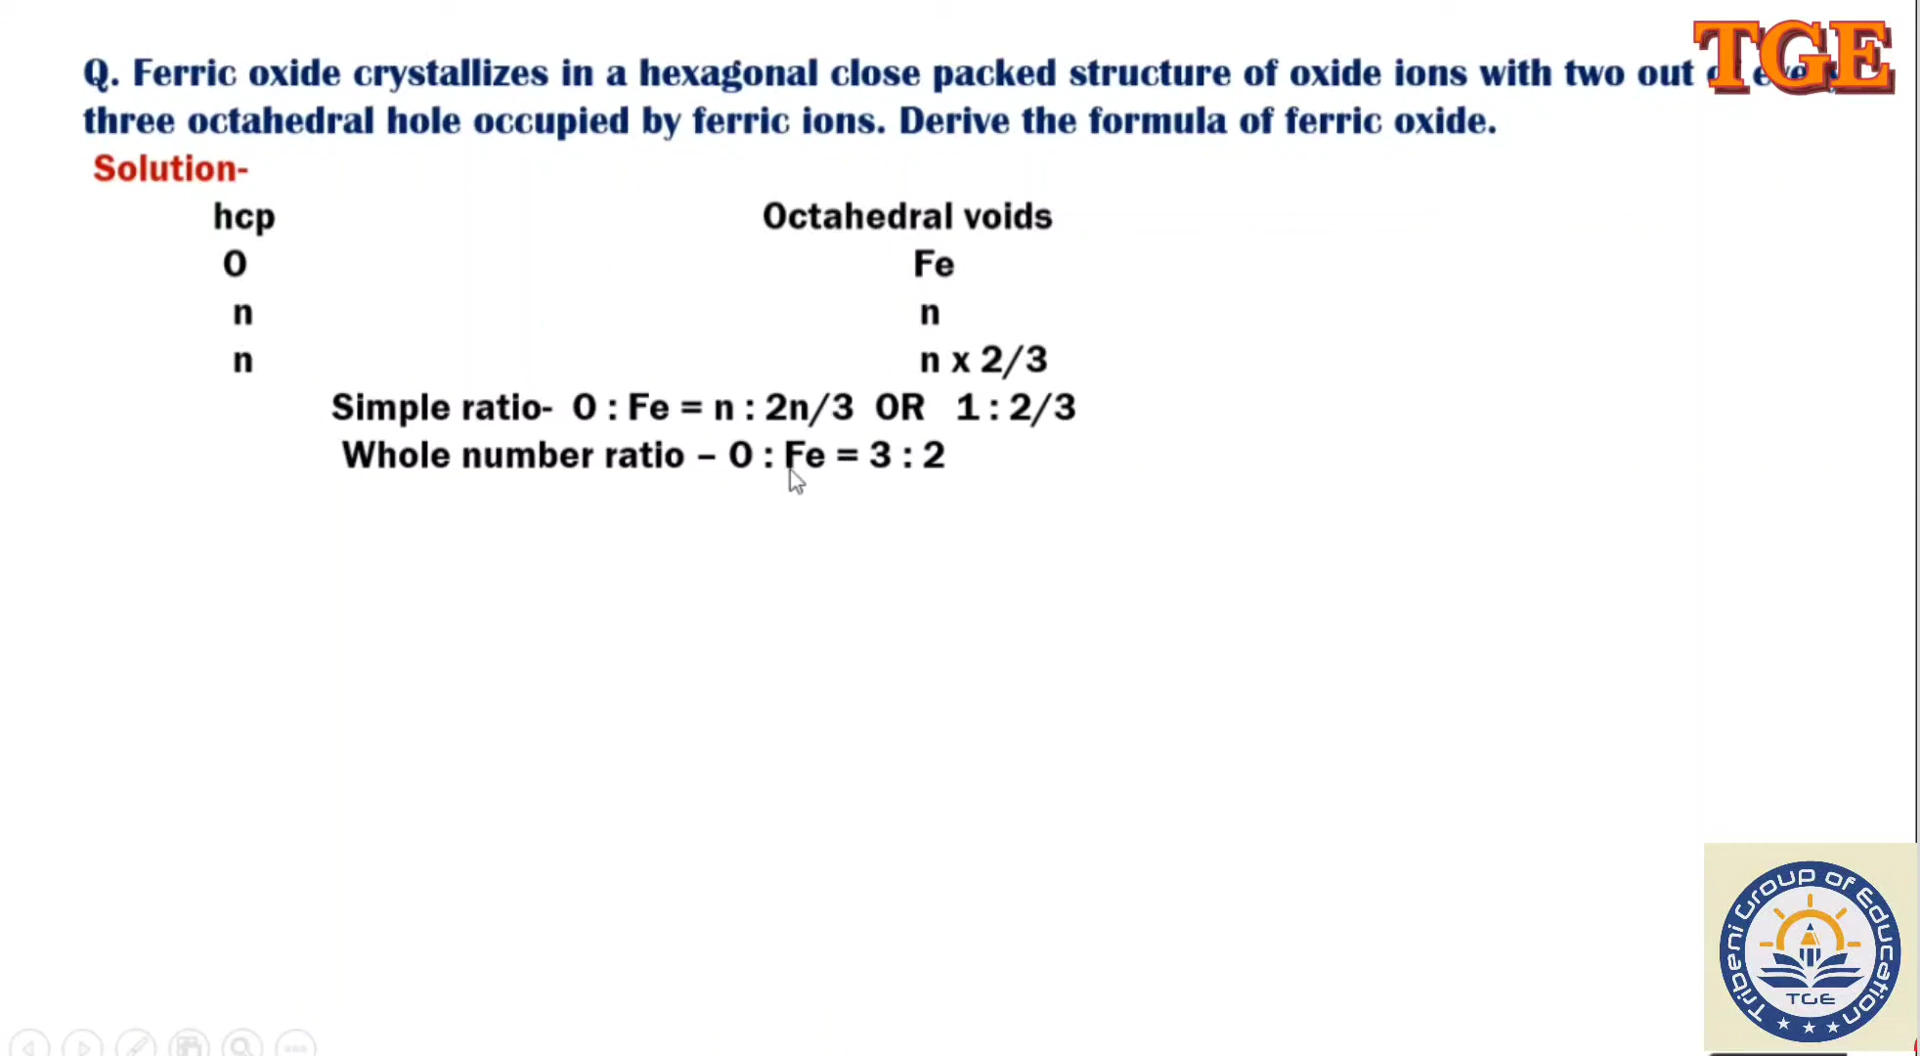 TGE
Q. Ferric oxide crystallizes in a hexagonal close packed structure of oxide ions with two out
three octahedral hole occupied by ferric ions. Derive the formula of ferric oxide.
Solution-
hcp Octahedral voids
O Fe
n n
n n x 2/3
Simple ratio- O : Fe = n : 2n/3 OR 1 : 2/3
Whole number ratio – O : Fe = 3 : 2
Tribeni Group of Education
TGE